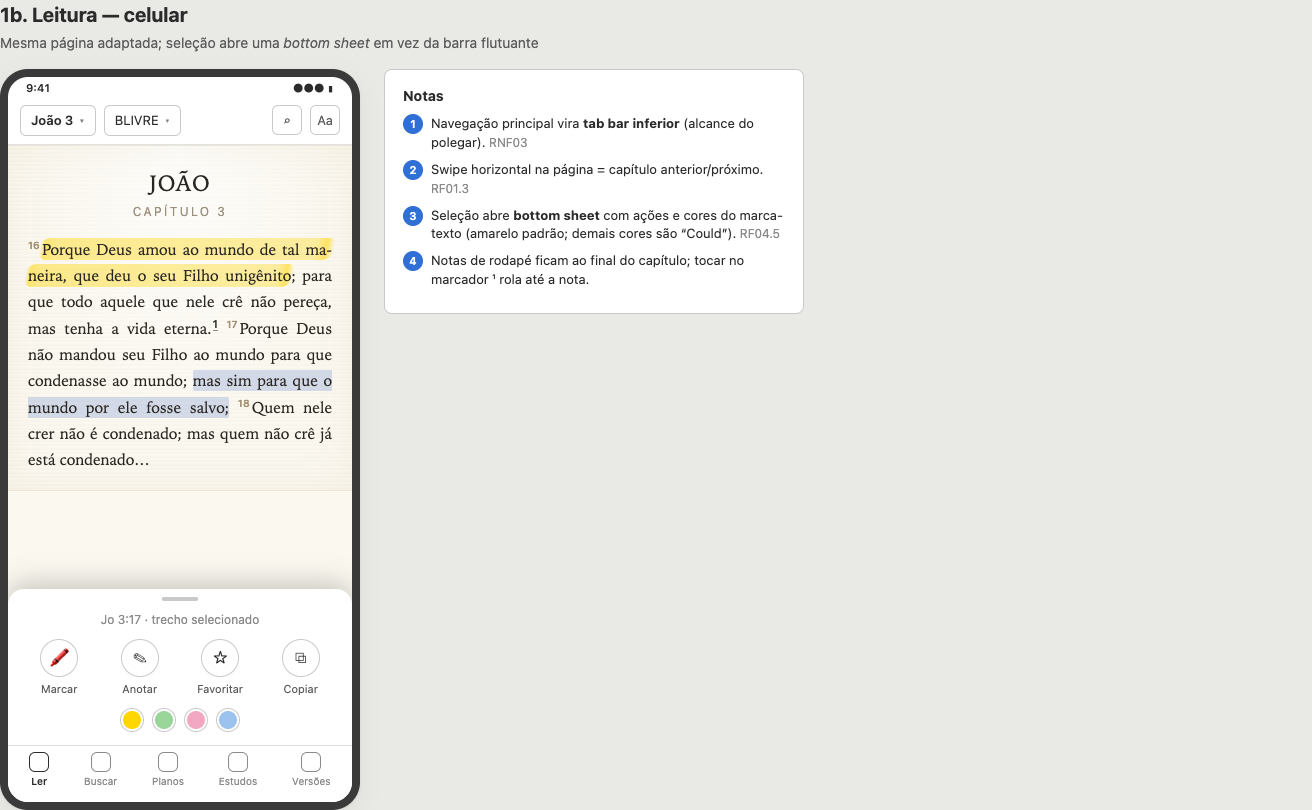 1b. Leitura — celular
Mesma página adaptada; seleção abre uma bottom sheet em vez da barra flutuante
9:41
João 3
BLIVRE
Aa
JOÃO
CAPÍTULO 3
16 Porque Deus amou ao mundo de tal ma-
neira, que deu o seu Filho unigênito; para
que todo aquele que nele crê não pereça,
mas tenha a vida eterna.1 17 Porque Deus
não mandou seu Filho ao mundo para que
condenasse ao mundo; mas sim para que o
mundo por ele fosse salvo; 18 Quem nele
crer não é condenado; mas quem não crê já
está condenado…
Jo 3:17 · trecho selecionado
Marcar
Anotar
Favoritar
Copiar
Ler
Buscar
Planos
Estudos
Versões
Notas
1 Navegação principal vira tab bar inferior (alcance do
polegar). RNF03
2 Swipe horizontal na página = capítulo anterior/próximo.
RF01.3
3 Seleção abre bottom sheet com ações e cores do marca-
texto (amarelo padrão; demais cores são “Could”). RF04.5
4 Notas de rodapé ficam ao final do capítulo; tocar no
marcador ¹ rola até a nota.